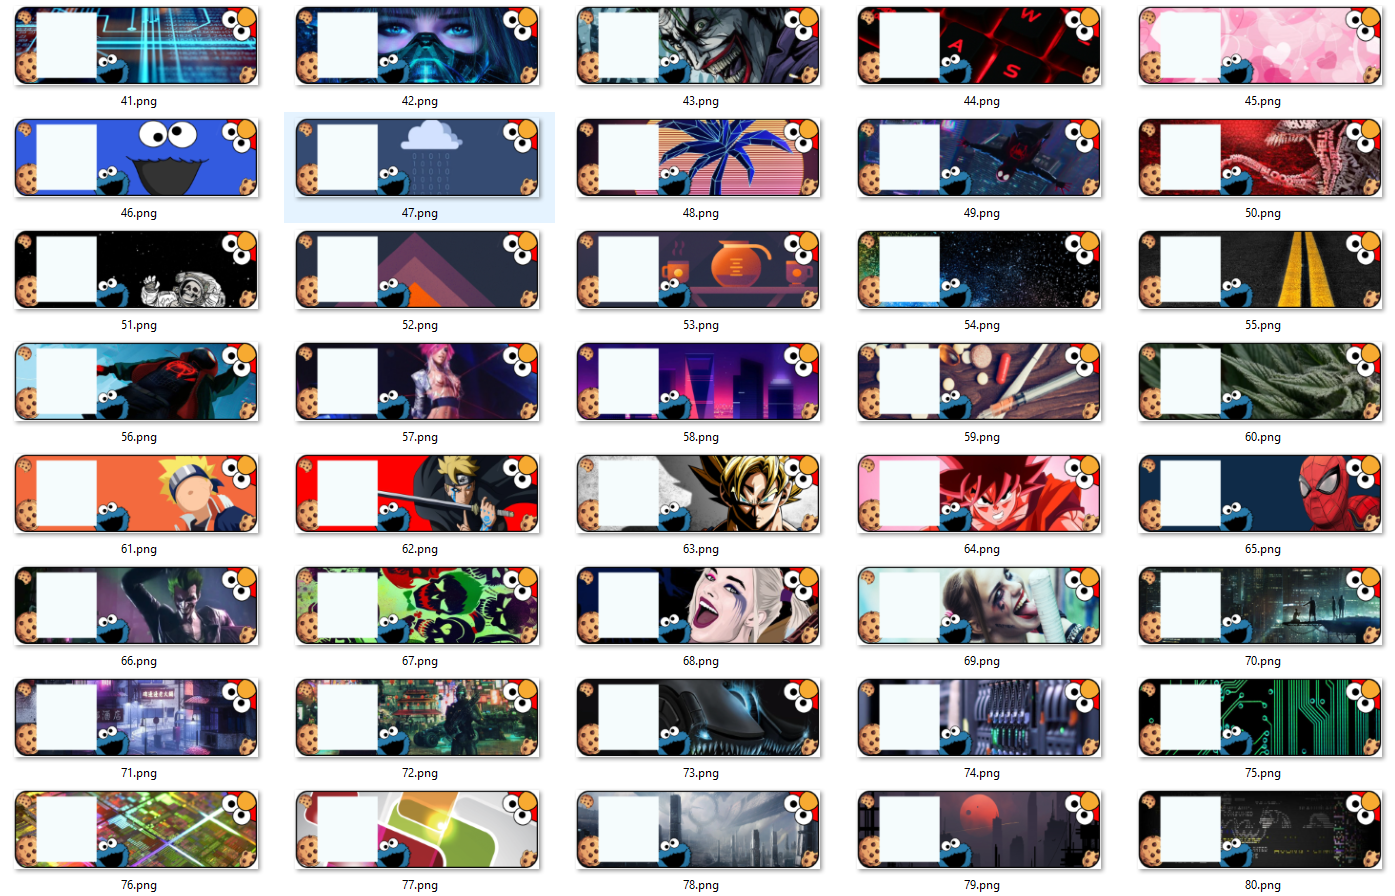 41.png 42.png 43.png 44.png 45.png
W
A
S
46.png 47.png 48.png 49.png 50.png
01010
51.png 52.png 53.png 54.png 55.png
56.png 57.png 58.png 59.png 60.png
61.png 62.png 63.png 64.png 65.png
66.png 67.png 68.png 69.png 70.png
71.png 72.png 73.png 74.png 75.png
76.png 77.png 78.png 79.png 80.png